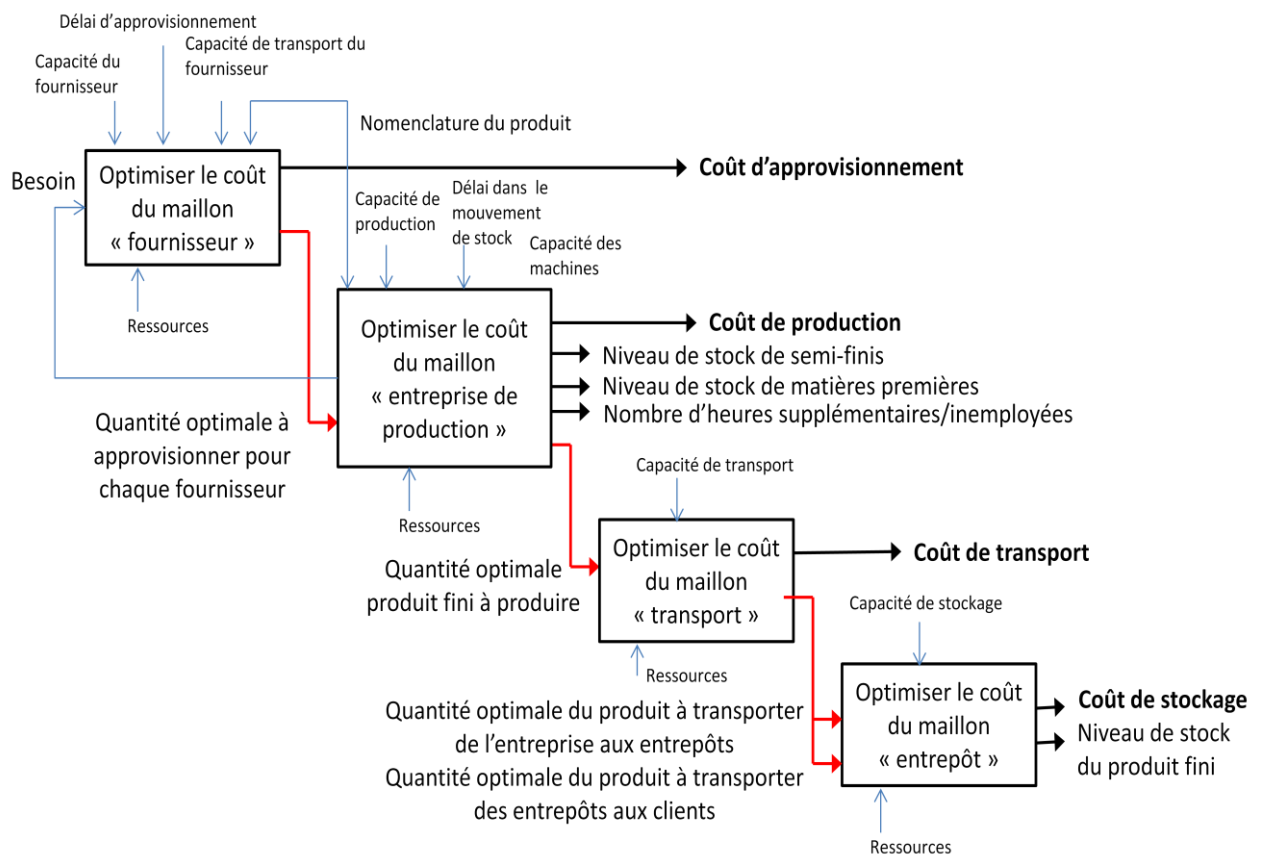 Délai d’approvisionnement
Capacité du
fournisseur
Capacité de transport du
fournisseur
Nomenclature du produit
Besoin
Optimiser le coût
du maillon
« fournisseur »
Coût d’approvisionnement
Ressources
Capacité de
production
Délai dans le
mouvement
de stock
Capacité des
machines
Optimiser le coût
du maillon
« entreprise de
production »
Coût de production
Niveau de stock de semi-finis
Niveau de stock de matières premières
Nombre d’heures supplémentaires/inemployées
Quantité optimale à
approvisionner pour
chaque fournisseur
Ressources
Capacité de transport
Quantité optimale
produit fini à produire
Optimiser le coût
du maillon
« transport »
Coût de transport
Ressources
Capacité de stockage
Quantité optimale du produit à transporter
de l’entreprise aux entrepôts
Quantité optimale du produit à transporter
des entrepôts aux clients
Optimiser le coût
du maillon
« entrepôt »
Coût de stockage
Niveau de stock
du produit fini
Ressources